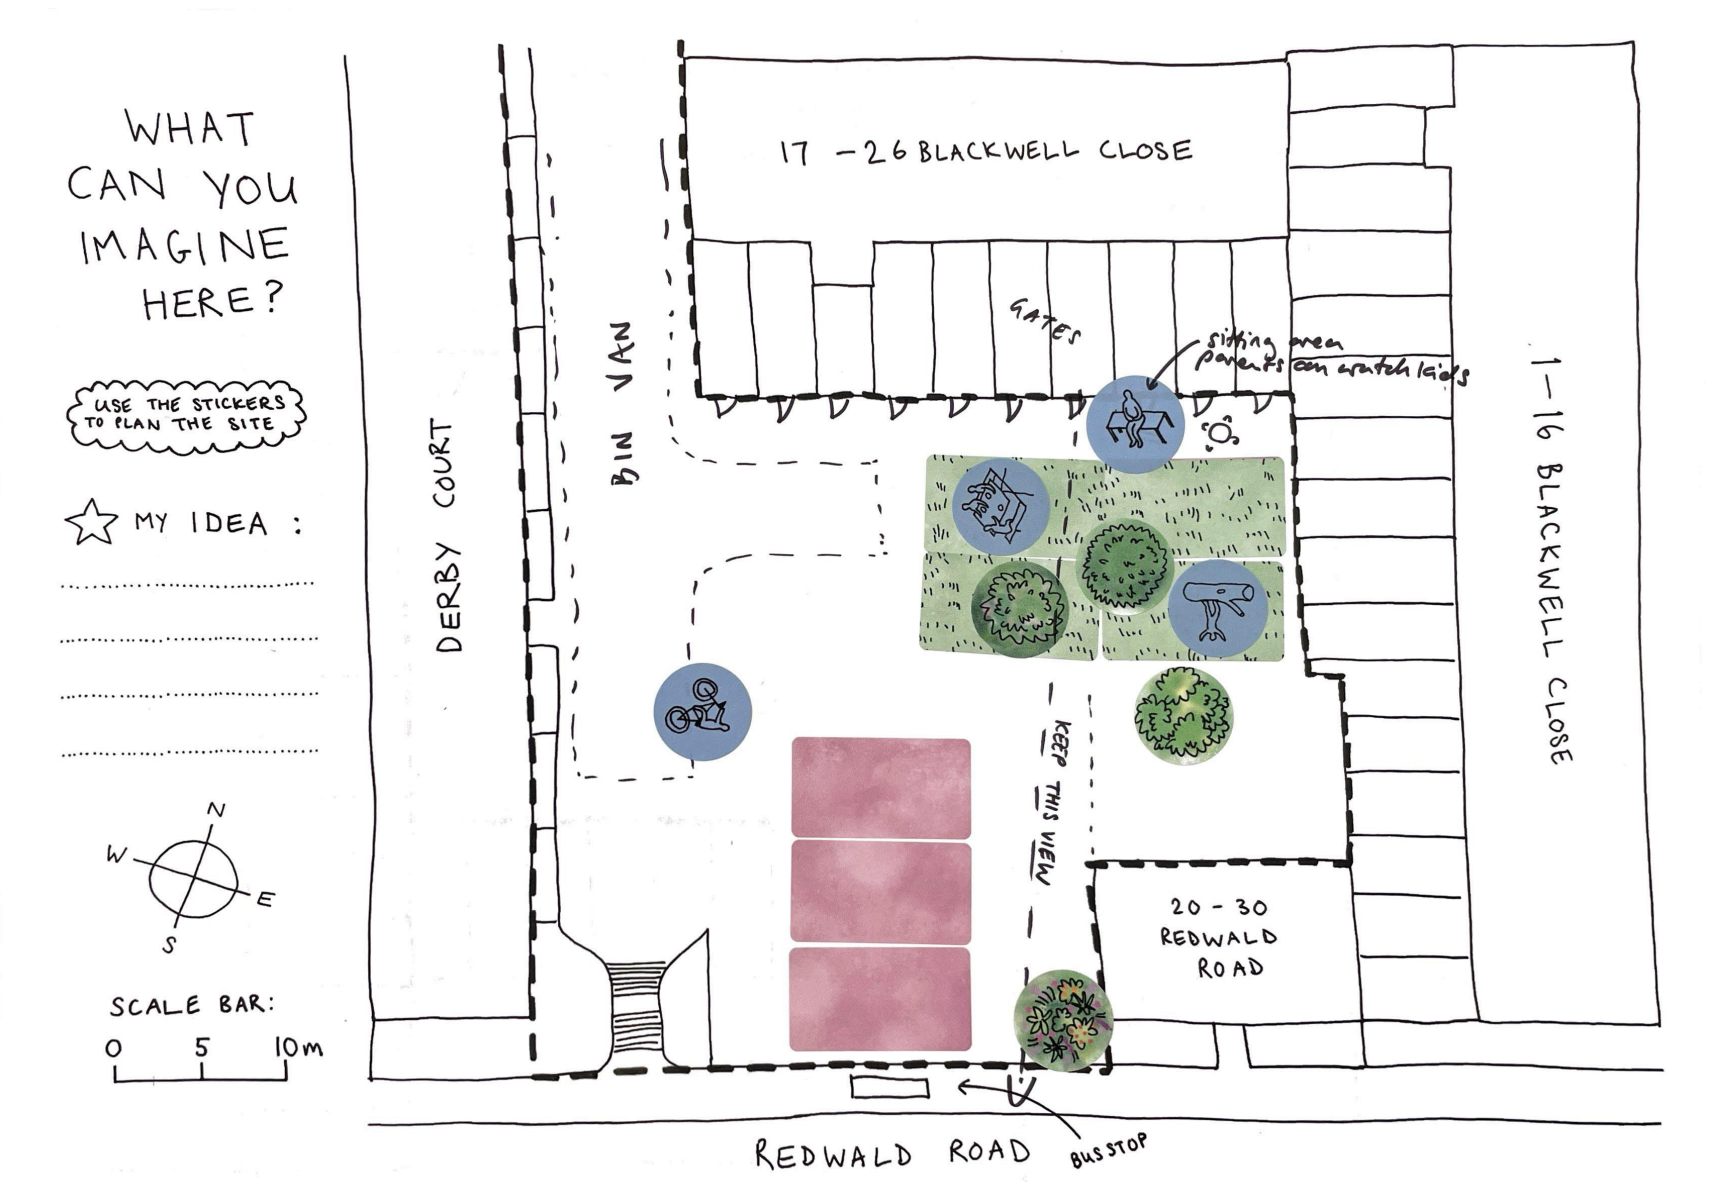 WHAT
CAN YOU
IMAGINE
HERE?
USE THE STICKERS
TO PLAN THE SITE
MY IDEA :
N
W
E
S
SCALE BAR:
0 5 10m
DERBY COURT
BIN VAN
17 - 26 BLACKWELL CLOSE
GATES
sitting area
parents can watch kids
1-16 BLACKWELL CLOSE
KEEP THIS VIEW
20 - 30
REDWALD
ROAD
REDWALD ROAD
BUS STOP